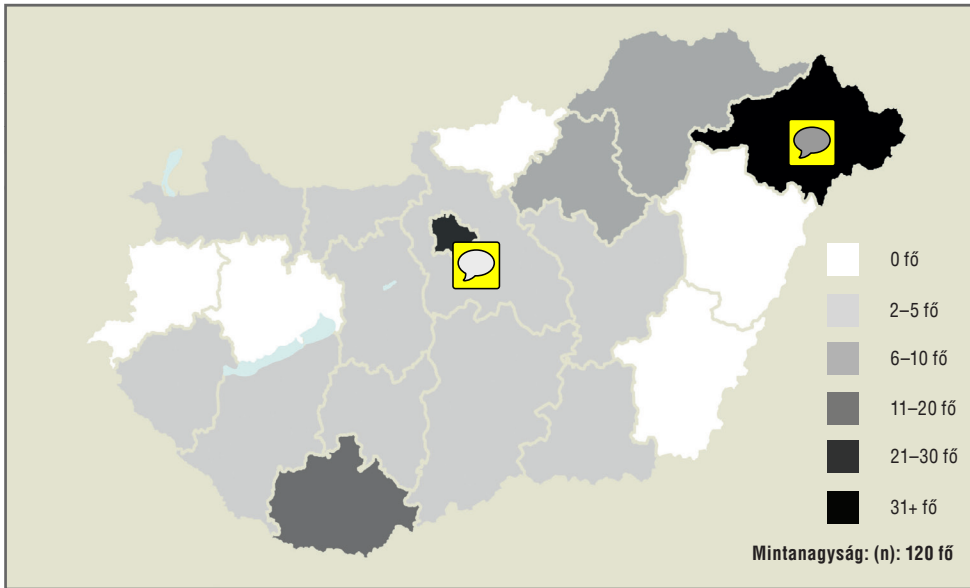 0 fő
2–5 fő
6–10 fő
11–20 fő
21–30 fő
31+ fő
Mintanagyság: (n): 120 fő